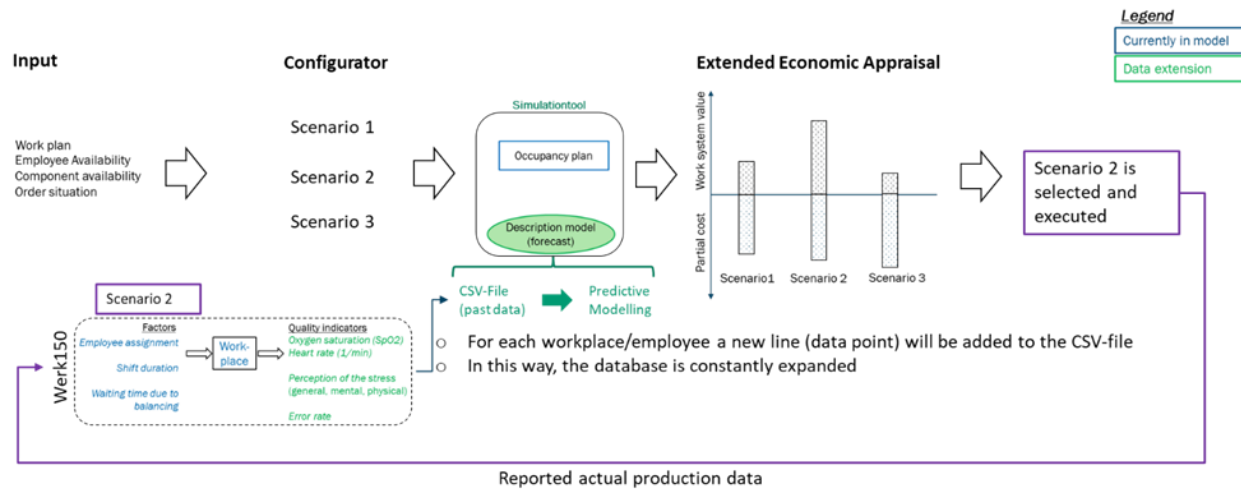 Legend
Currently in model
Data extension
Input
Configurator
Extended Economic Appraisal
Work plan
Employee Availability
Component availability
Order situation
Scenario 1
Scenario 2
Scenario 3
Simulationtool
Occupancy plan
Description model
(forecast)
Work system value
Partial cost
Scenario1
Scenario 2
Scenario 3
Scenario 2 is
selected and
executed
CSV-File
(past data)
Predictive
Modelling
Scenario 2
Werk150
Factors
Employee assignment
Shift duration
Waiting time due to
balancing
Work-
place
Quality indicators
Oxygen saturation (SpO2)
Heart rate (1/min)
Perception of the stress
(general, mental, physical)
Error rate
o For each workplace/employee a new line (data point) will be added to the CSV-file
o In this way, the database is constantly expanded
Reported actual production data